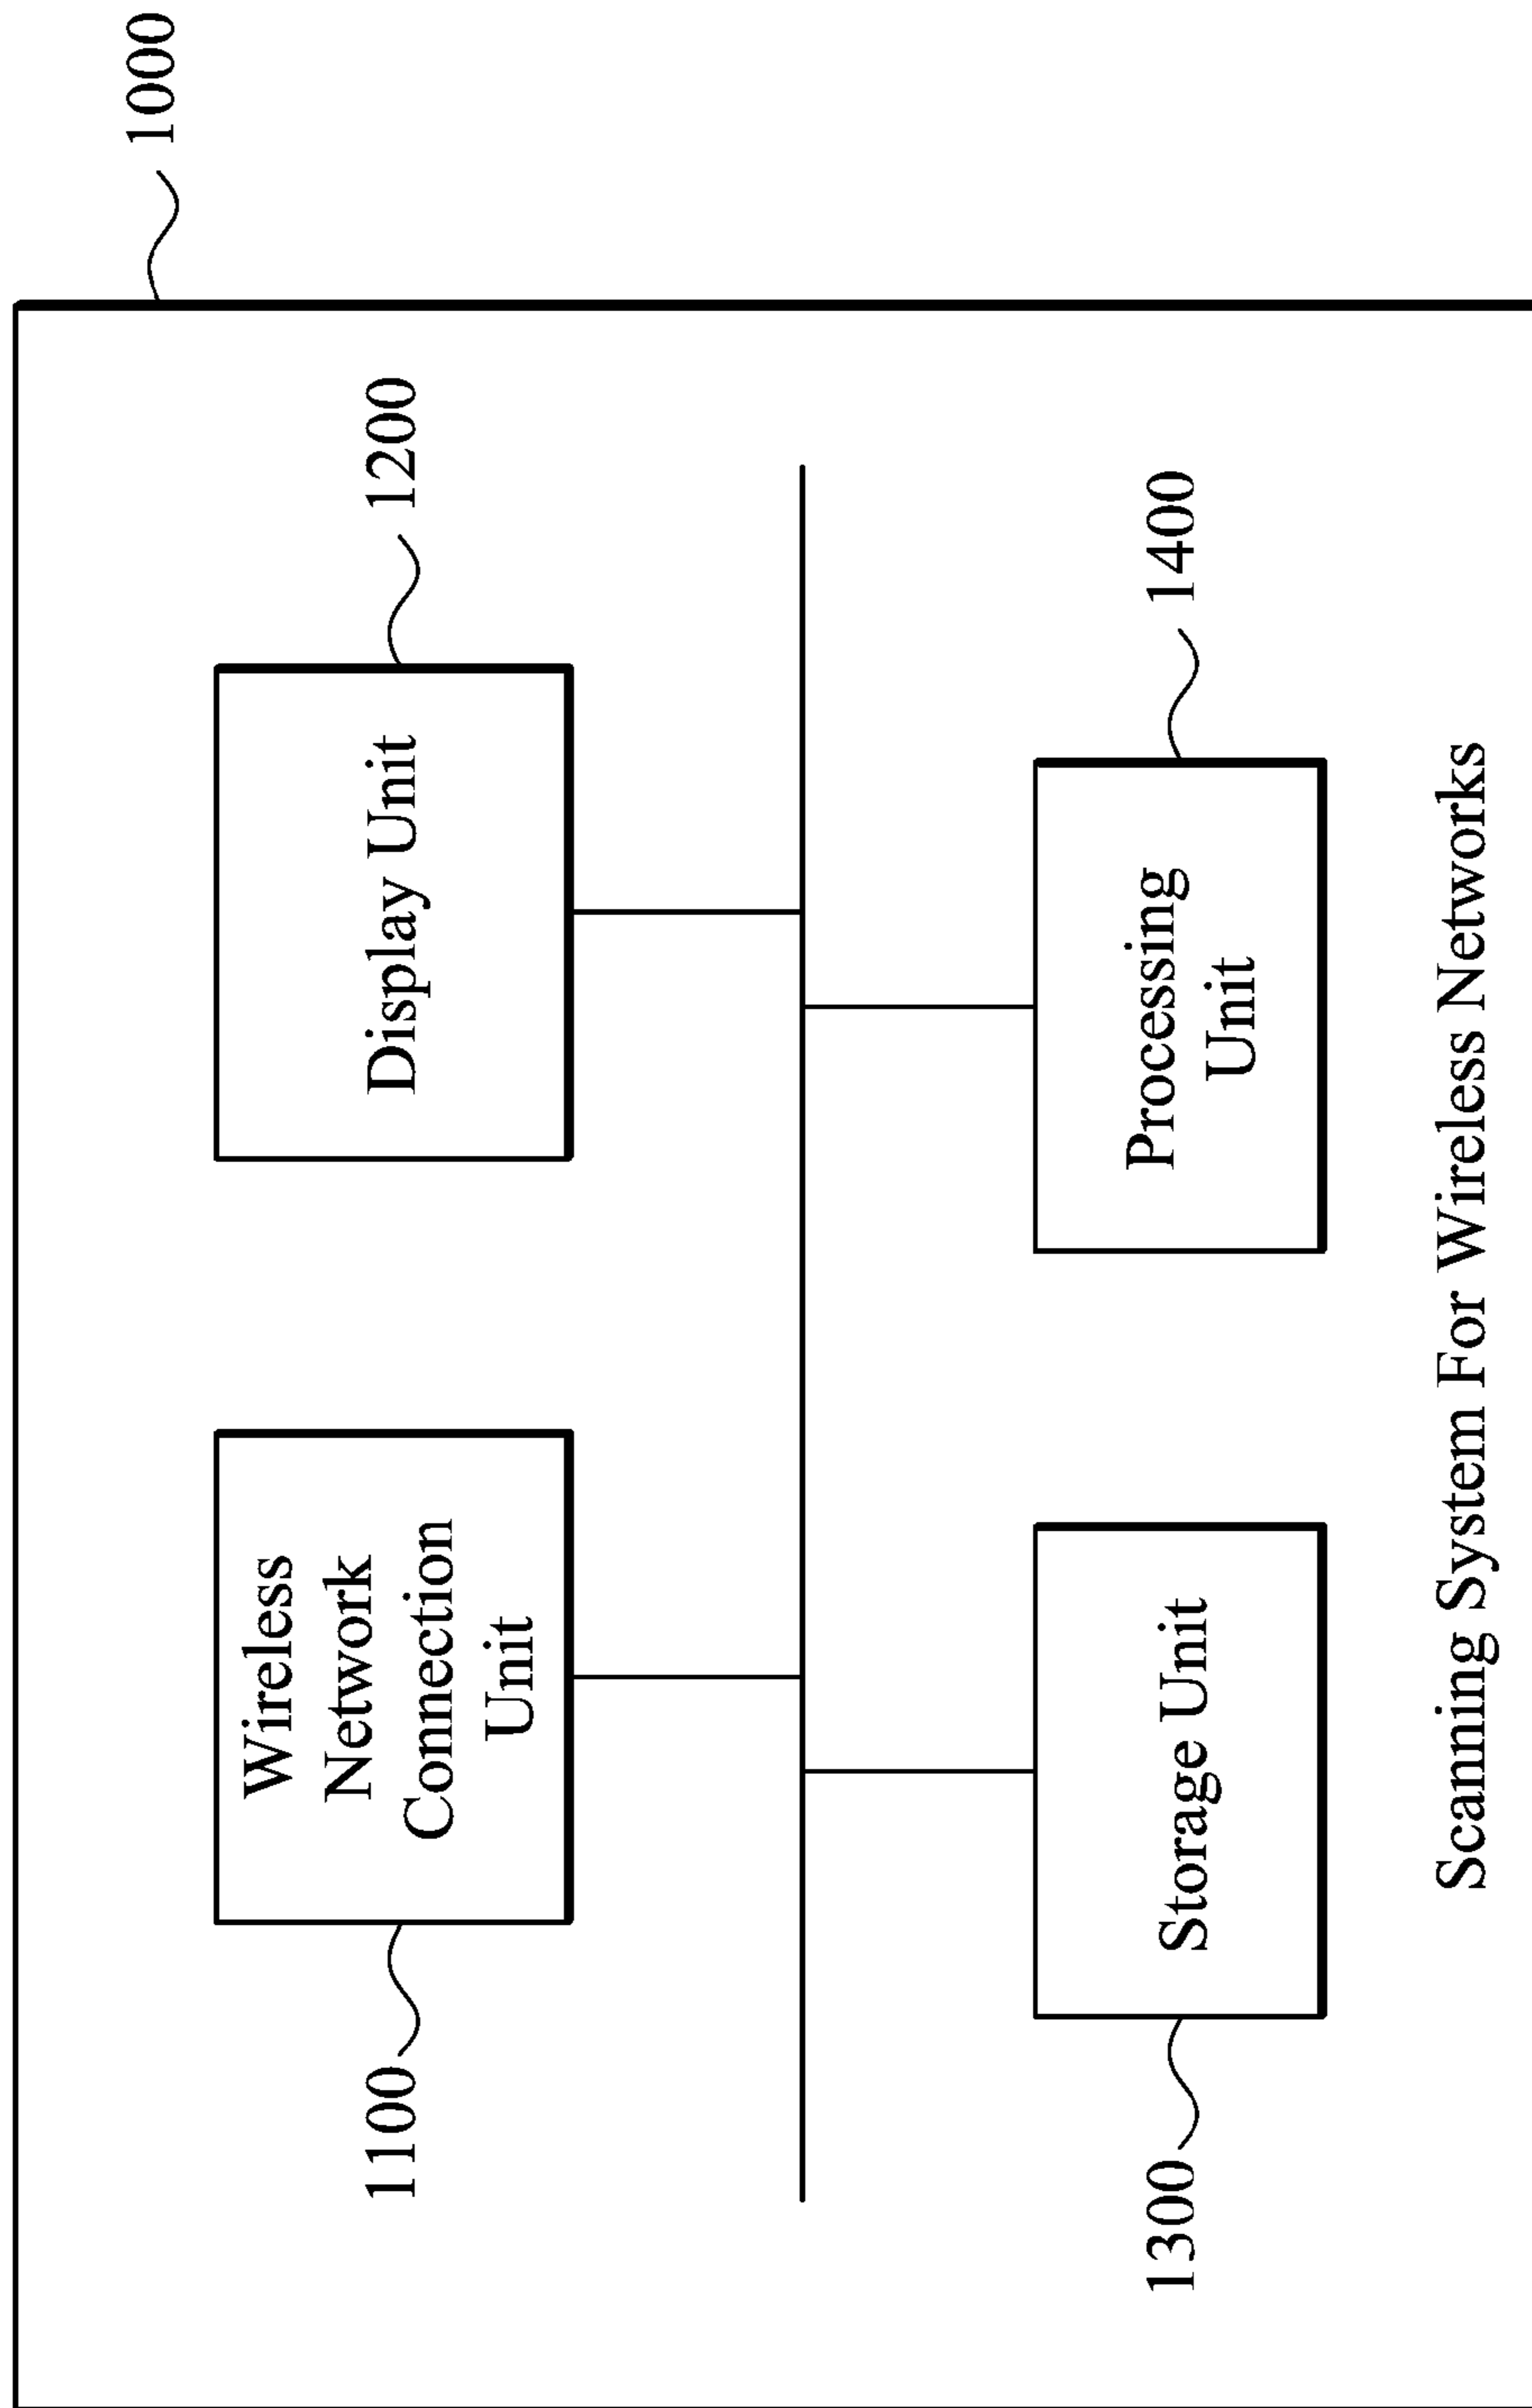 1000
1100
Wireless
Network
Connection
Unit
Display Unit
1200
1300
Storage Unit
Processing
Unit
1400
Scanning System For Wireless Networks